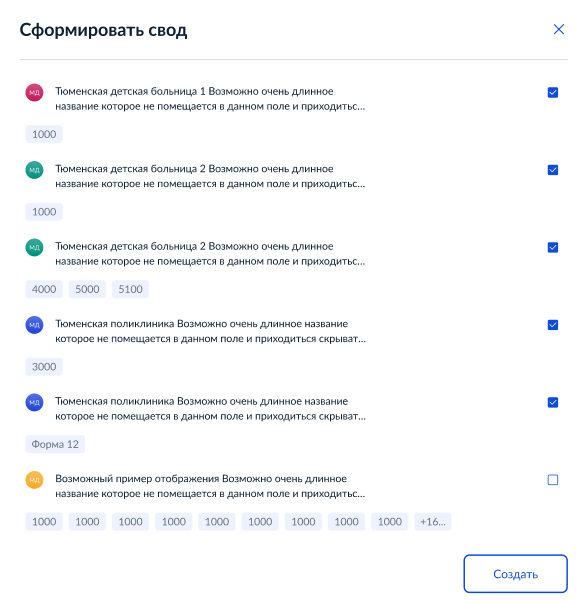 Сформировать свод
МД Тюменская детская больница 1 Возможно очень длинное
название которое не помещается в данном поле и приходитьс...
1000
МД Тюменская детская больница 2 Возможно очень длинное
название которое не помещается в данном поле и приходитьс...
1000
МД Тюменская детская больница 2 Возможно очень длинное
название которое не помещается в данном поле и приходитьс...
4000 5000 5100
МД Тюменская поликлиника Возможно очень длинное название
которое не помещается в данном поле и приходиться скрыват...
3000
МД Тюменская поликлиника Возможно очень длинное название
которое не помещается в данном поле и приходиться скрыват...
Форма 12
МД Возможный пример отображения Возможно очень длинное
название которое не помещается в данном поле и приходитьс...
1000 1000 1000 1000 1000 1000 1000 1000 1000 +16...
Создать